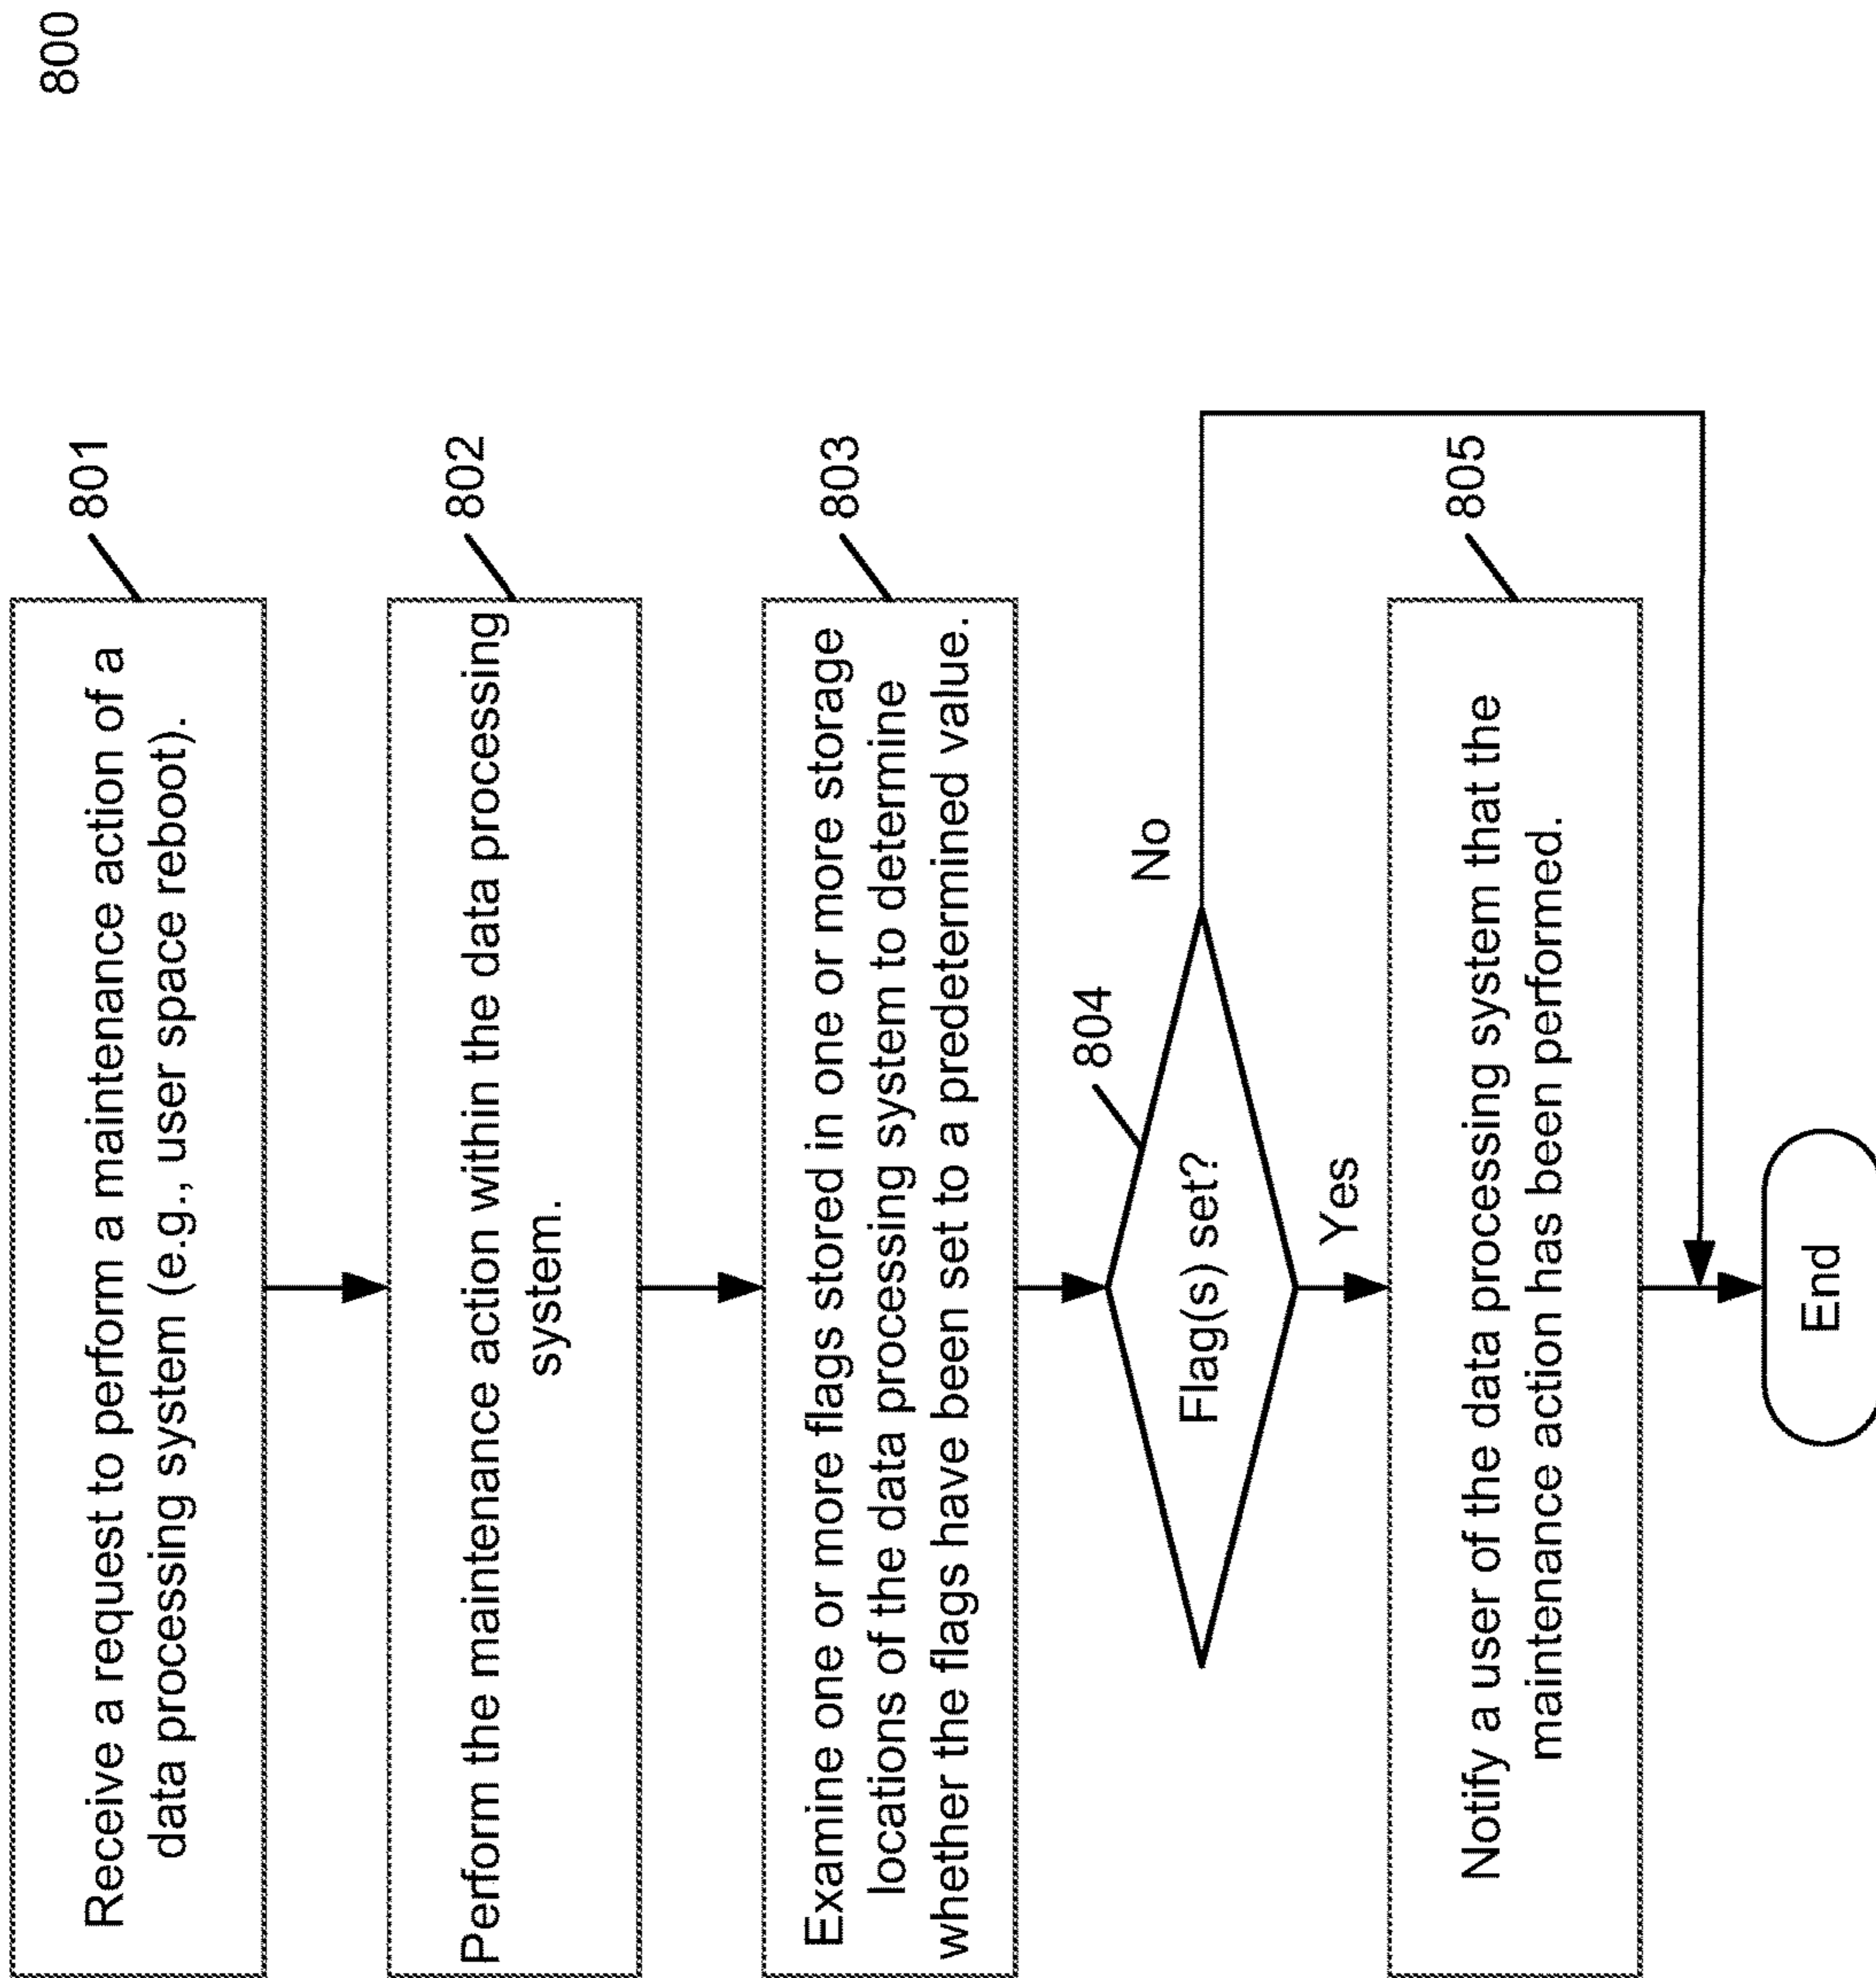 800
801
Receive a request to perform a maintenance action of a
data processing system (e.g., user space reboot).
802
Perform the maintenance action within the data processing
system.
803
Examine one or more flags stored in one or more storage
locations of the data processing system to determine
whether the flags have been set to a predetermined value.
804
Flag(s) set?
No
Yes
805
Notify a user of the data processing system that the
maintenance action has been performed.
End